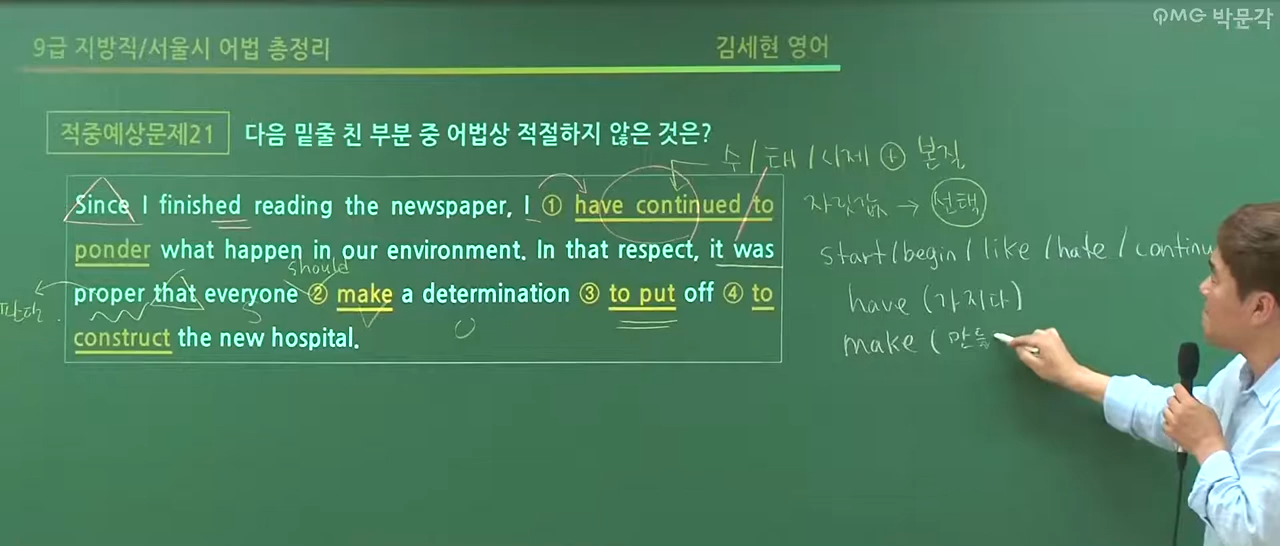 QMG 박문각
9급 지방직/서울시 어법 총정리
김세현 영어
적중예상문제21
다음 밑줄 친 부분 중 어법상 적절하지 않은 것은?
Since I finished reading the newspaper, I ① have continued to
ponder what happen in our environment. In that respect, it was
should
proper that everyone ② make a determination ③ to put off ④ to
construct the new hospital.
수/태/시제 + 본질
자릿값 → 선택
start/begin/like/hate/continu
have (가지다)
make (만들
판단
S
V
O